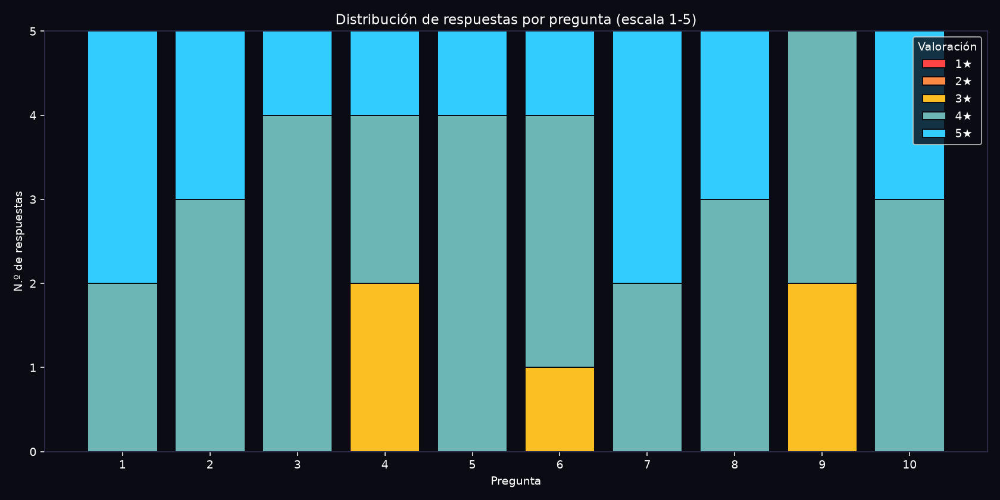 Distribución de respuestas por pregunta (escala 1-5)
Valoración
1★
2★
3★
4★
5★
N.º de respuestas
5
4
3
2
1
0
1 2 3 4 5 6 7 8 9 10
Pregunta